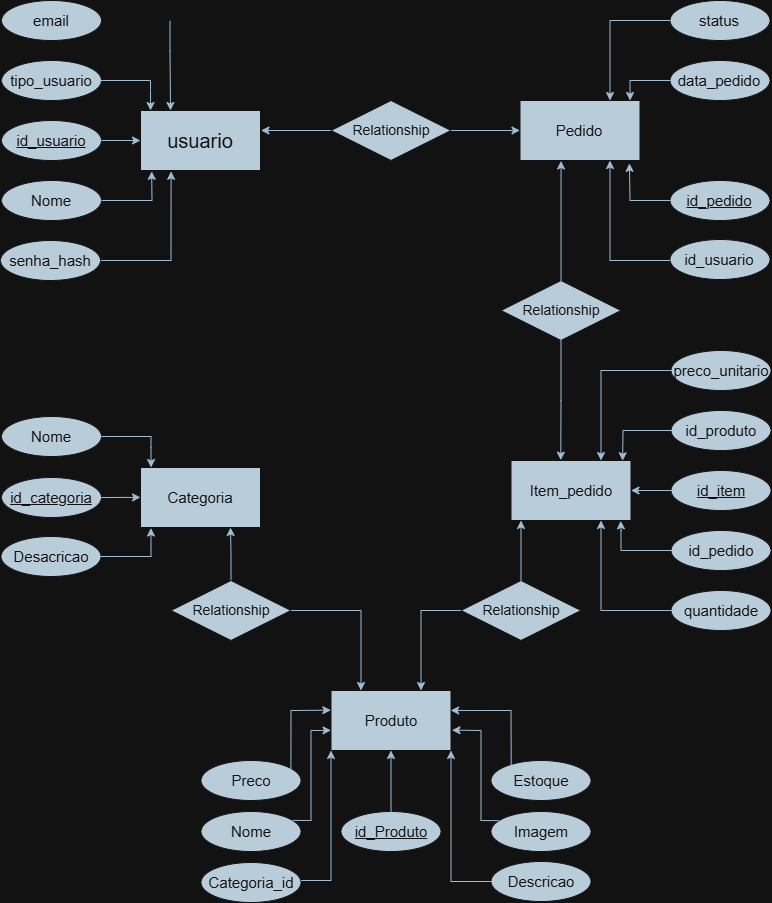 email
status
tipo_usuario
data_pedido
usuario
Relationship
Pedido
id_usuario
Nome
id_pedido
senha_hash
id_usuario
Relationship
preco_unitario
id_produto
Nome
id_categoria
Categoria
Item_pedido
id_item
Desacricao
id_pedido
Relationship
Relationship
quantidade
Produto
Preco
Estoque
Nome
id_Produto
Imagem
Categoria_id
Descricao